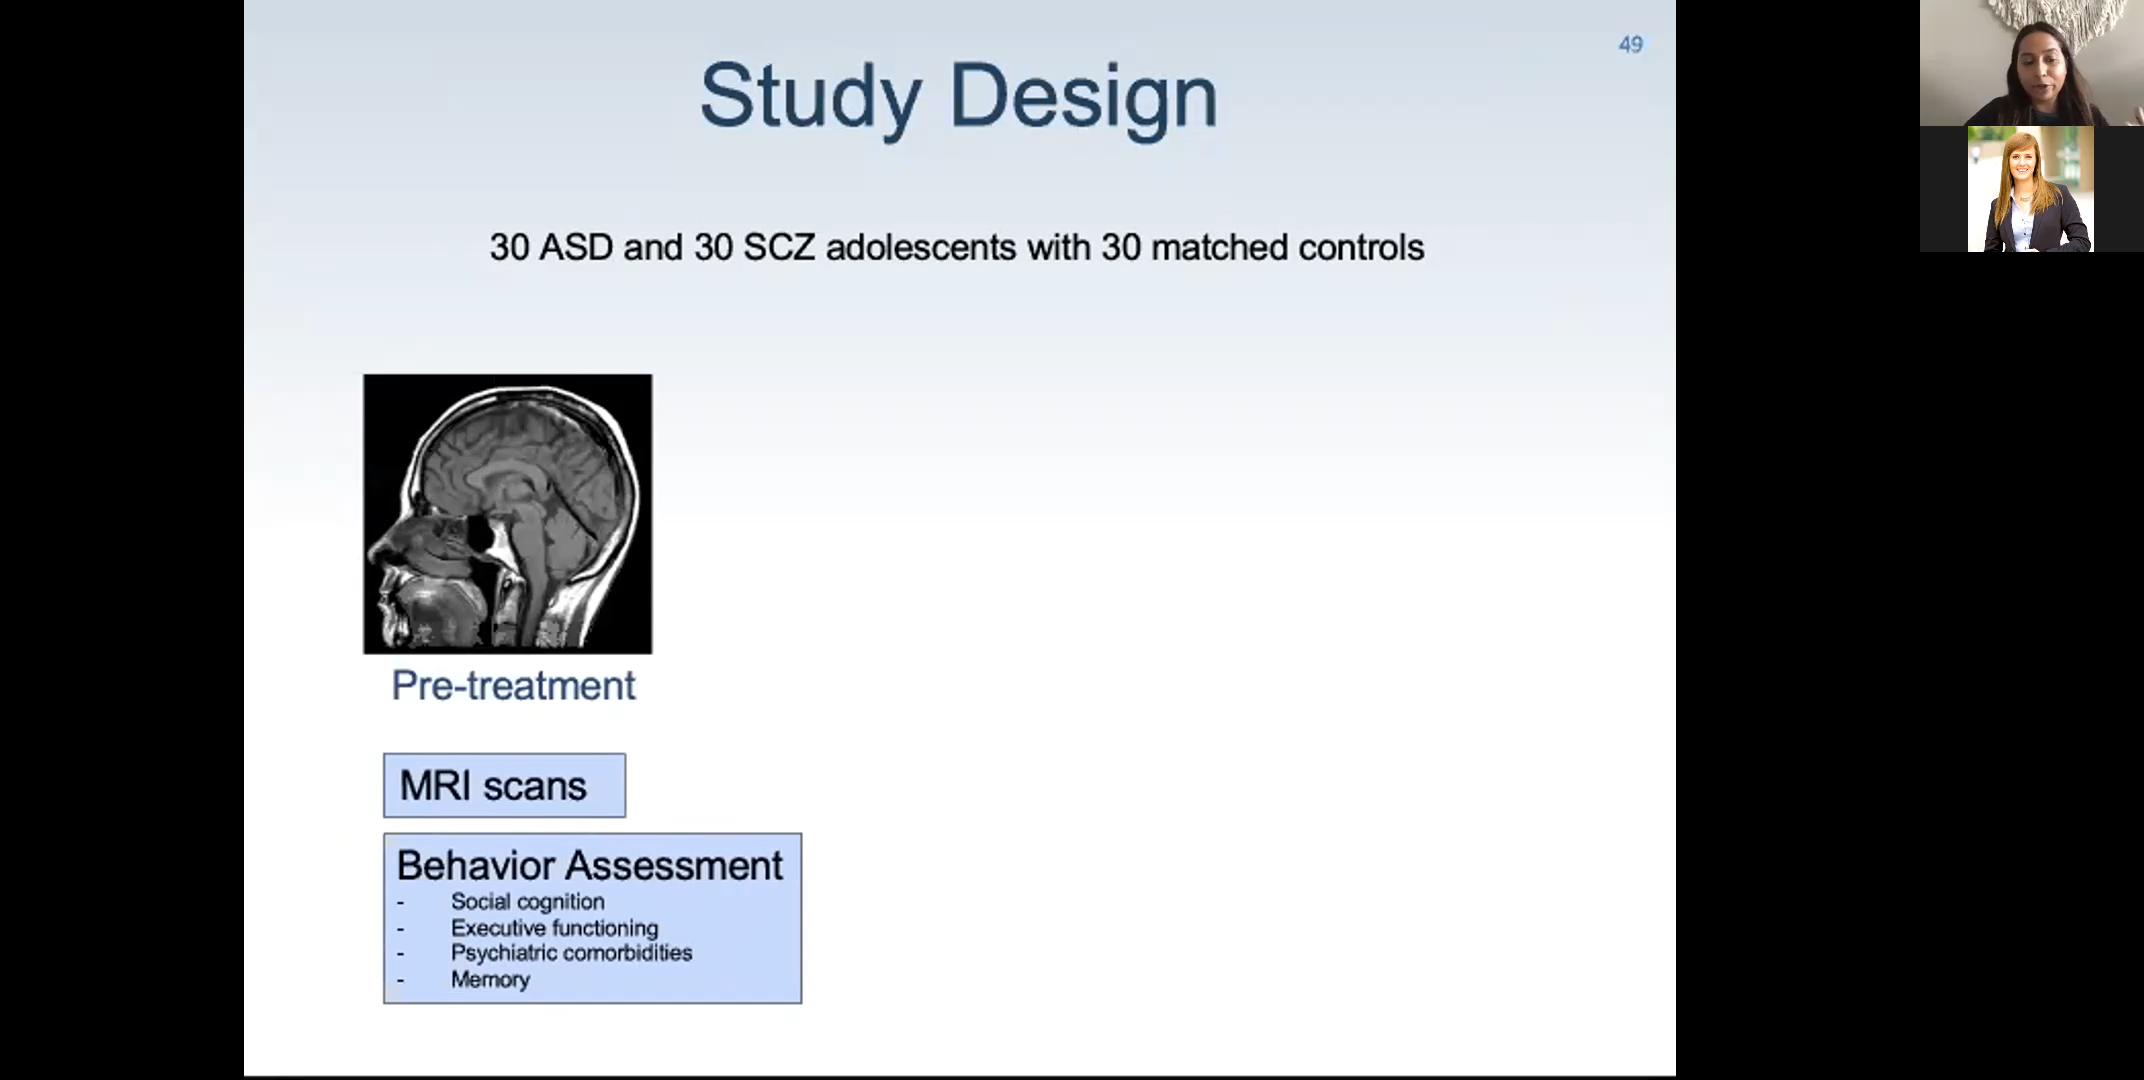 49
Study Design
30 ASD and 30 SCZ adolescents with 30 matched controls
Pre-treatment
MRI scans
Behavior Assessment
- Social cognition
- Executive functioning
- Psychiatric comorbidities
- Memory